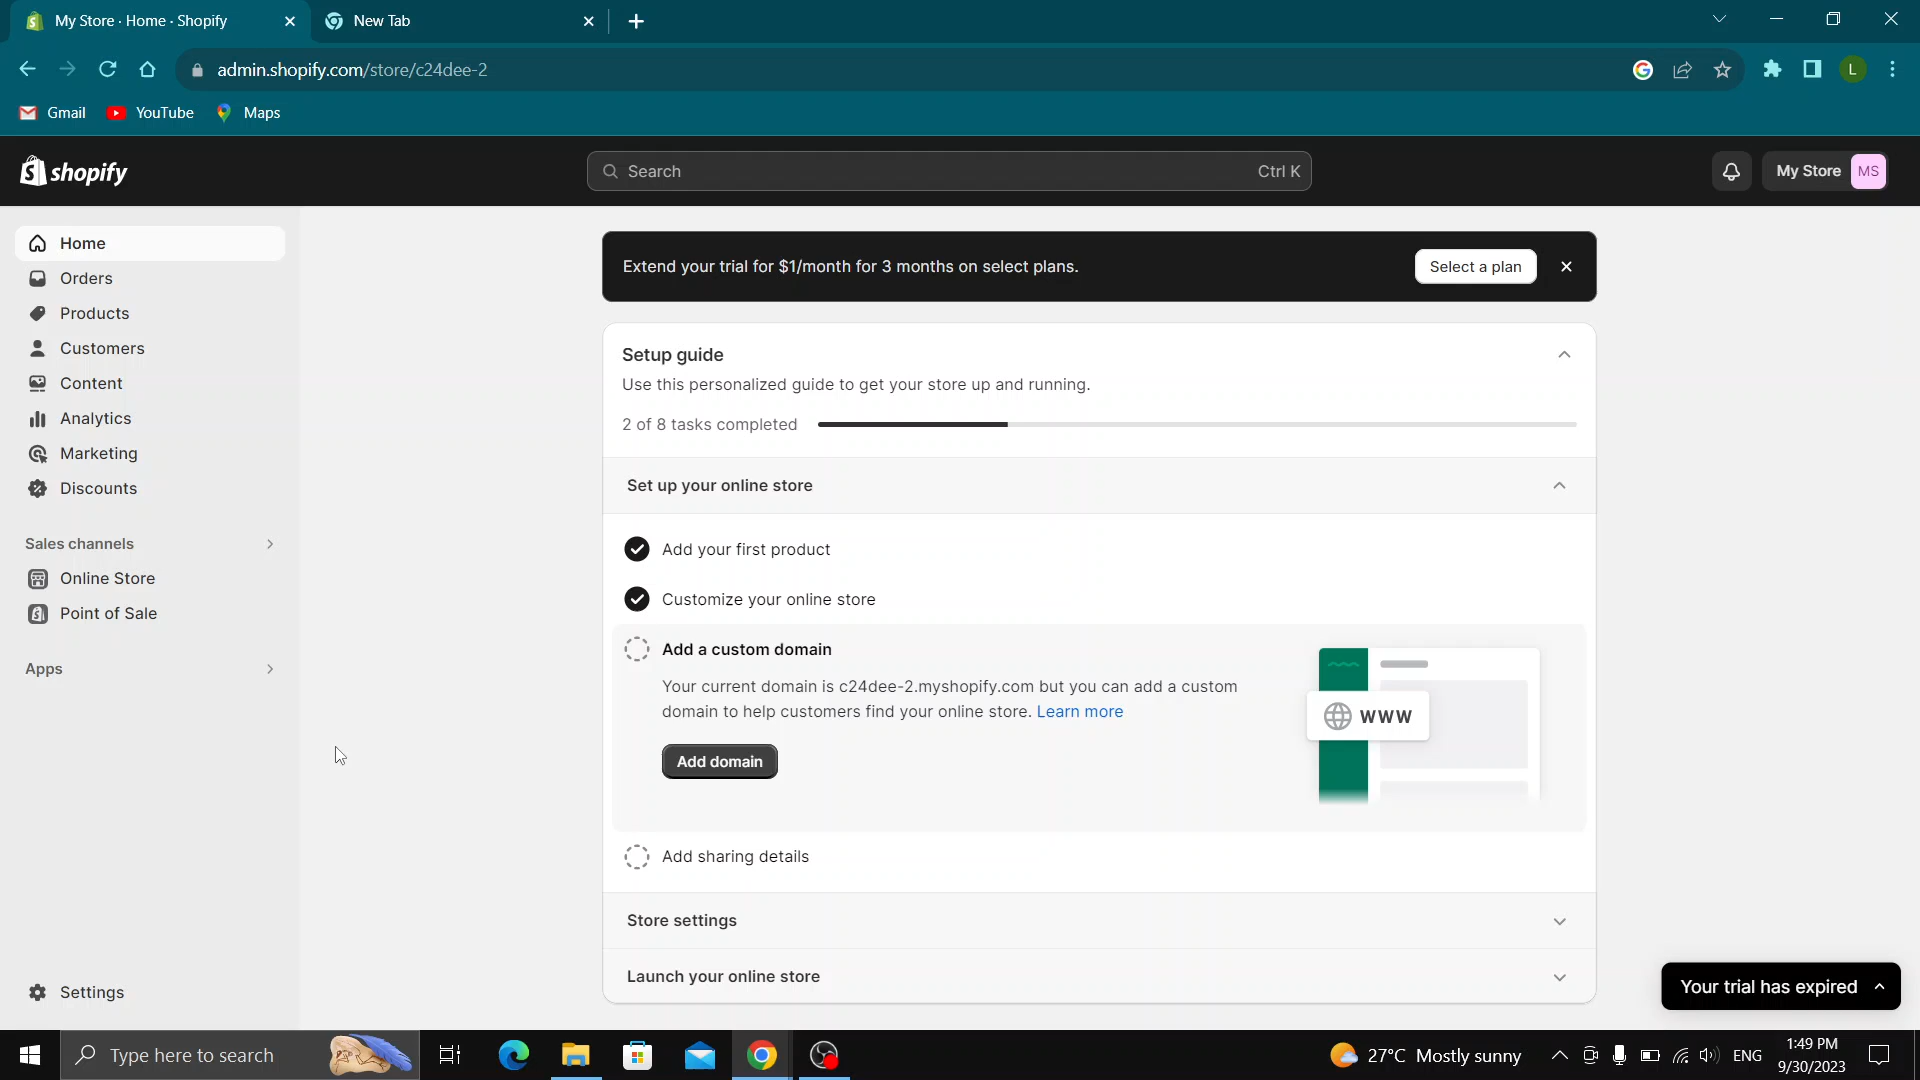 My Store · Home · Shopify
New Tab
admin.shopify.com/store/c24dee-2
L
Gmail
YouTube
Maps
shopify
Search
Ctrl K
My Store
MS
Home
Orders
Products
Customers
Content
Analytics
Marketing
Discounts
Sales channels
Online Store
Point of Sale
Apps
Settings
Extend your trial for $1/month for 3 months on select plans.
Select a plan
Setup guide
Use this personalized guide to get your store up and running.
2 of 8 tasks completed
Set up your online store
Add your first product
Customize your online store
Add a custom domain
Your current domain is c24dee-2.myshopify.com but you can add a custom
domain to help customers find your online store. Learn more
Add domain
WWW
Add sharing details
Store settings
Launch your online store
Your trial has expired
Type here to search
27°C Mostly sunny
ENG
1:49 PM
9/30/2023